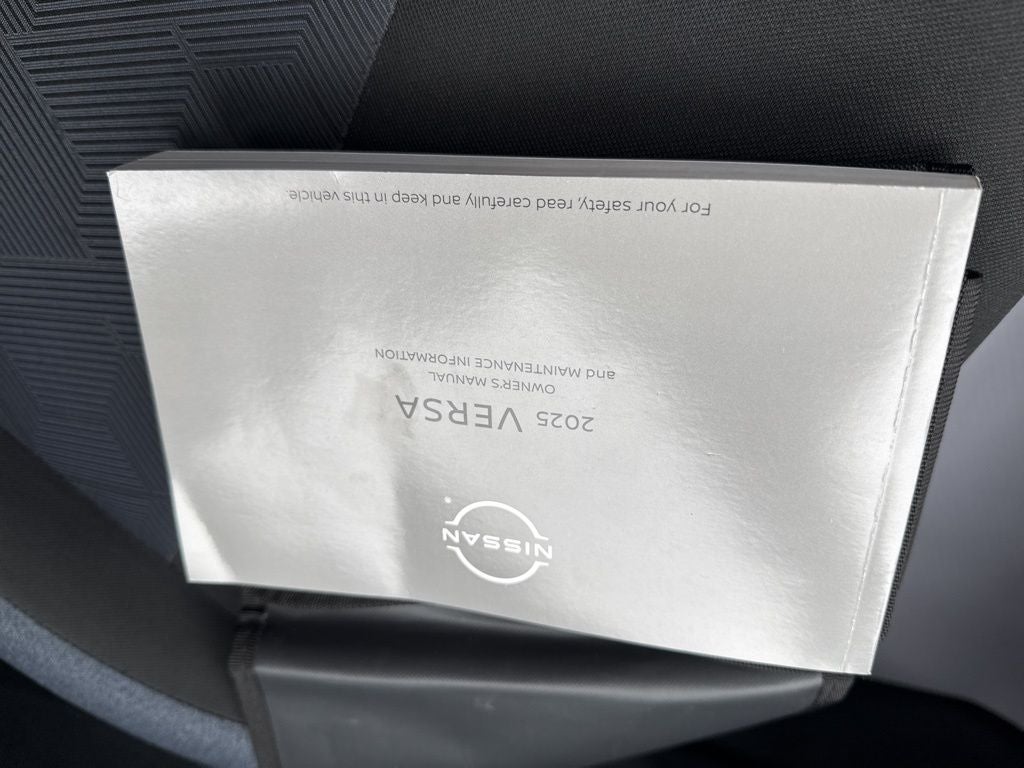 NISSAN
2025 VERSA
OWNER'S MANUAL
and MAINTENANCE INFORMATION
For your safety, read carefully and keep in this vehicle.